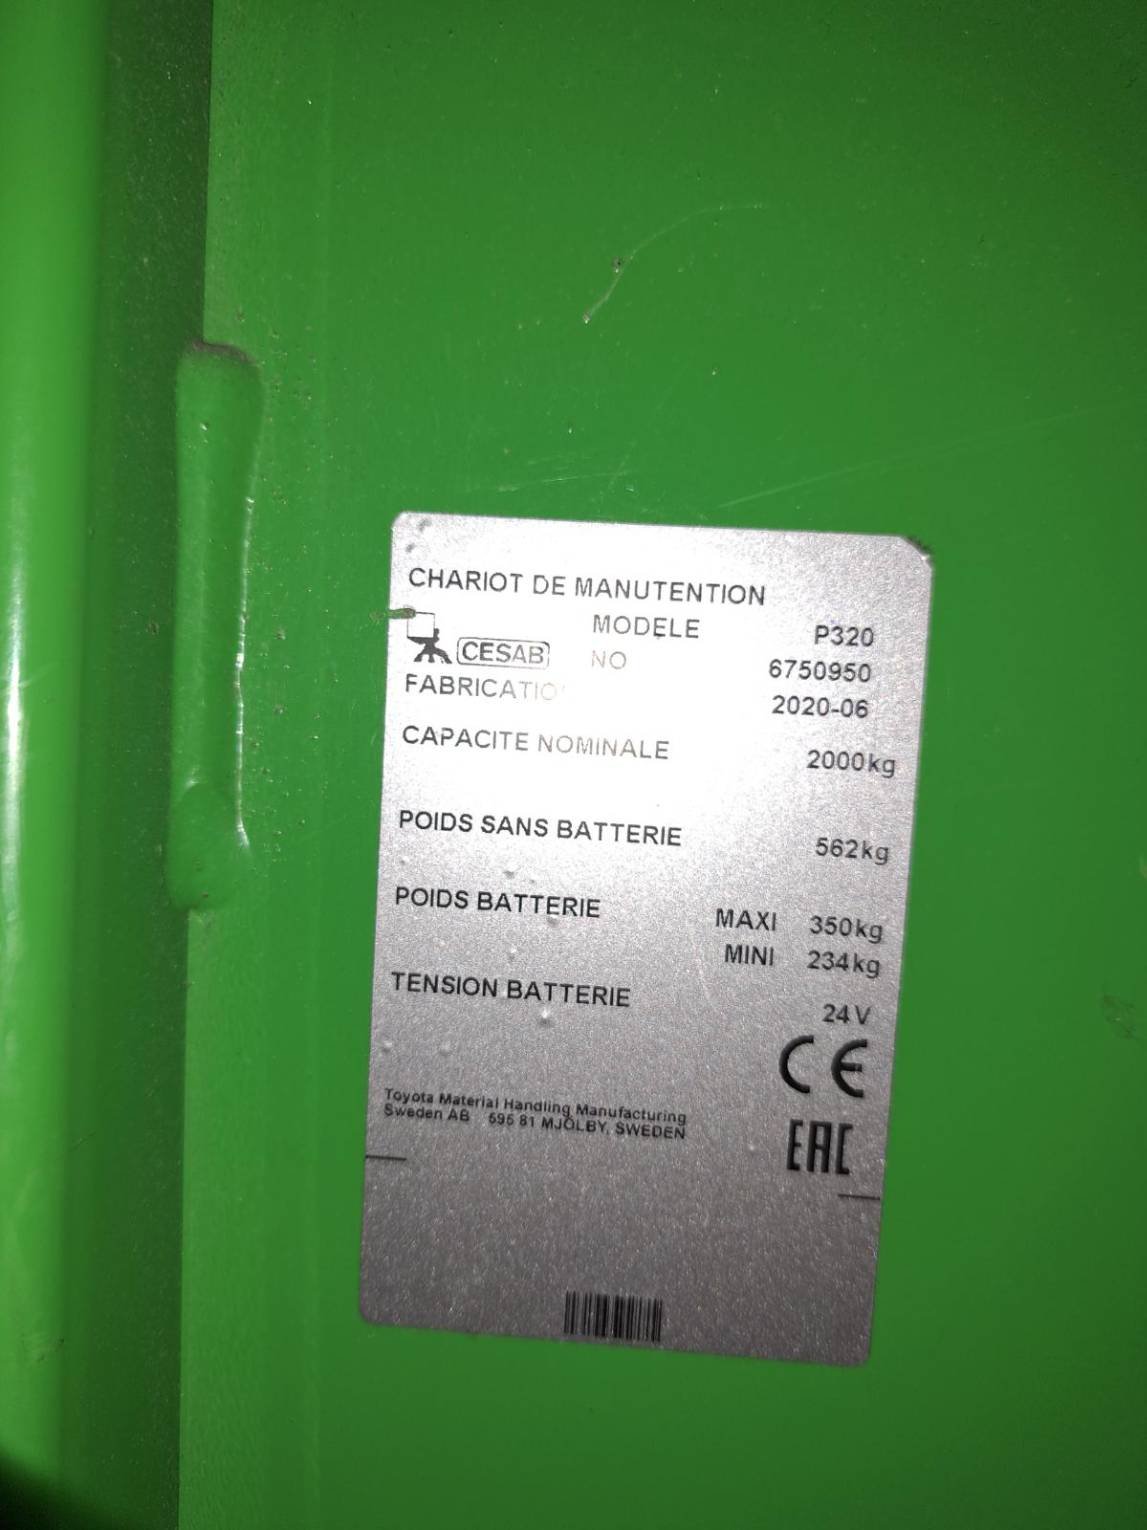 CHARIOT DE MANUTENTION
MODELE P320
CESAB NO 6750950
FABRICATION 2020-06
CAPACITE NOMINALE 2000kg
POIDS SANS BATTERIE 562kg
POIDS BATTERIE MAXI 350kg
MINI 234kg
TENSION BATTERIE 24V
CE
Toyota Material Handling Manufacturing
Sweden AB 595 81 MJÖLBY, SWEDEN
EAC